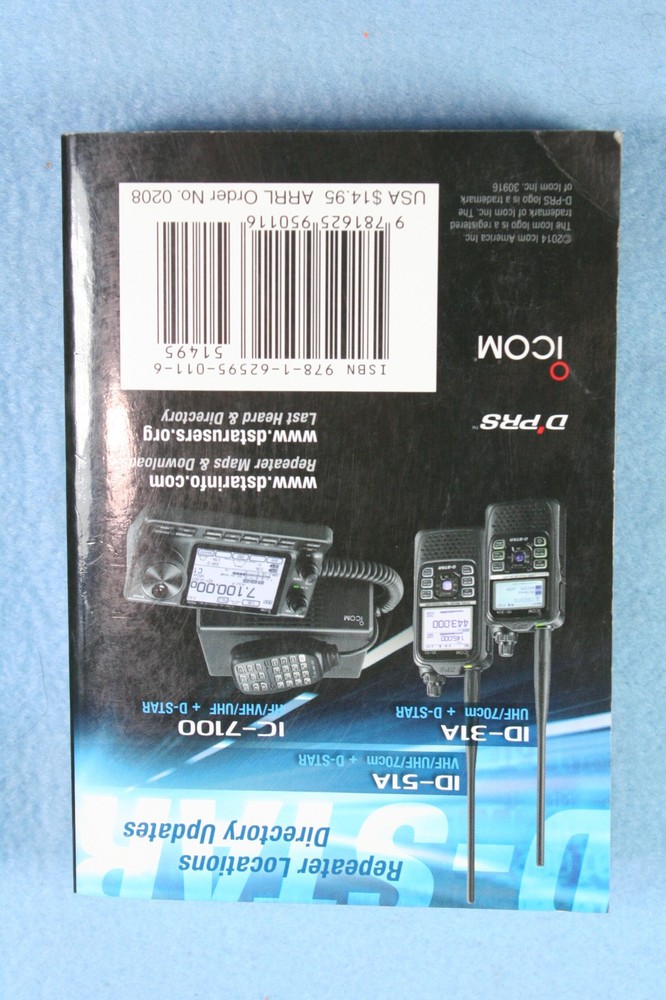 D-STAR
Repeater Locations
Directory Updates
ID-51A
VHF/UHF/70cm + D-STAR
ID-31A
UHF/70cm + D-STAR
IC-7100
HF/VHF/UHF + D-STAR
443.000
145.000
ICOM
7.100.00
www.dstarinfo.com
Repeater Maps & Downloads
www.dstarusers.org
Last Heard & Directory
D-PRS™
ICOM
ISBN 978-1-62595-011-6
51495
9 781625 950116
USA $14.95 ARRL Order No. 0208
©2014 Icom America Inc.
The Icom logo is a registered
trademark of Icom Inc. The
D-PRS logo is a trademark
of Icom Inc. 30916